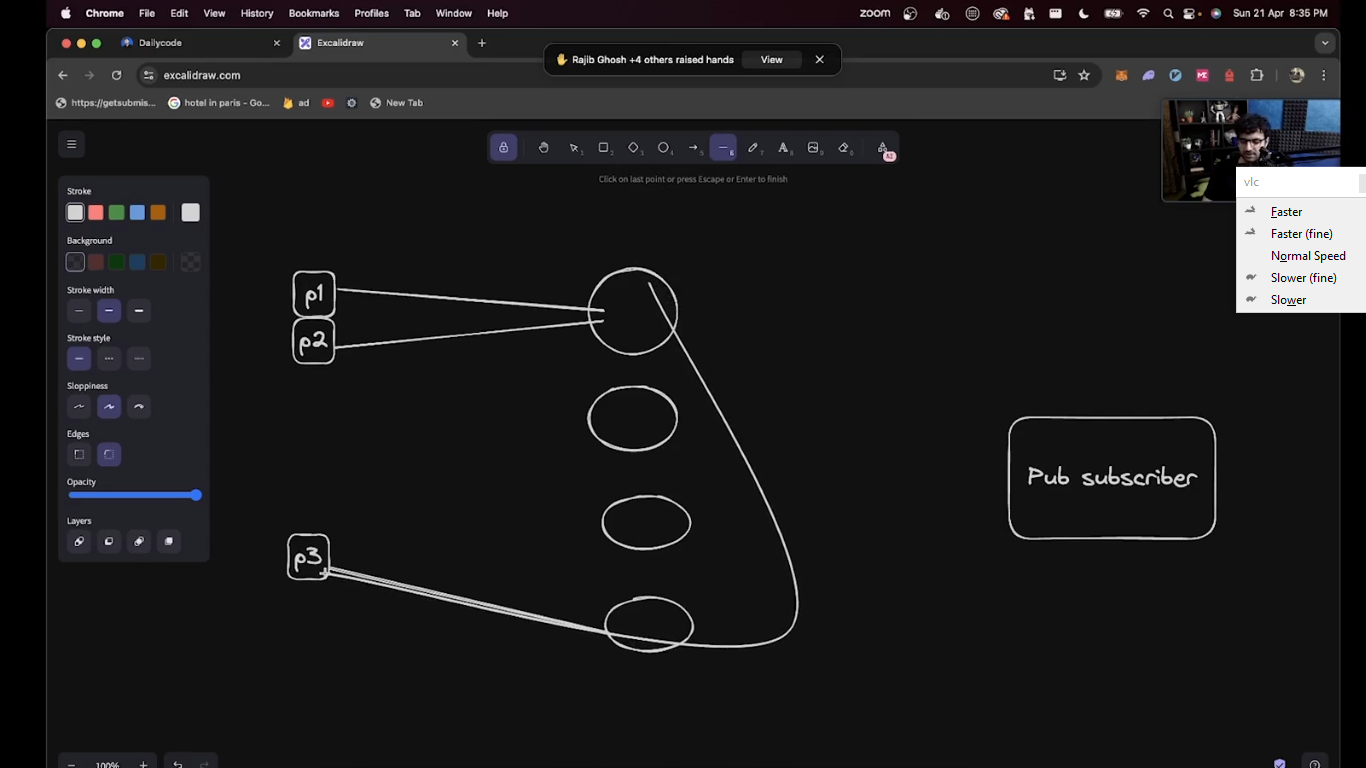 Chrome File Edit View History Bookmarks Profiles Tab Window Help
zoom
Sun 21 Apr 8:35 PM
Dailycode
Excalidraw
Rajib Ghosh +4 others raised hands View
excalidraw.com
https://getsubmis...
hotel in paris - Go...
ad
New Tab
Click on last point or press Escape or Enter to finish
Stroke
Background
Stroke width
Stroke style
Sloppiness
Edges
Opacity
Layers
100%
p1
p2
p3
Pub subscriber
AI
vlc
Faster
Faster (fine)
Normal Speed
Slower (fine)
Slower